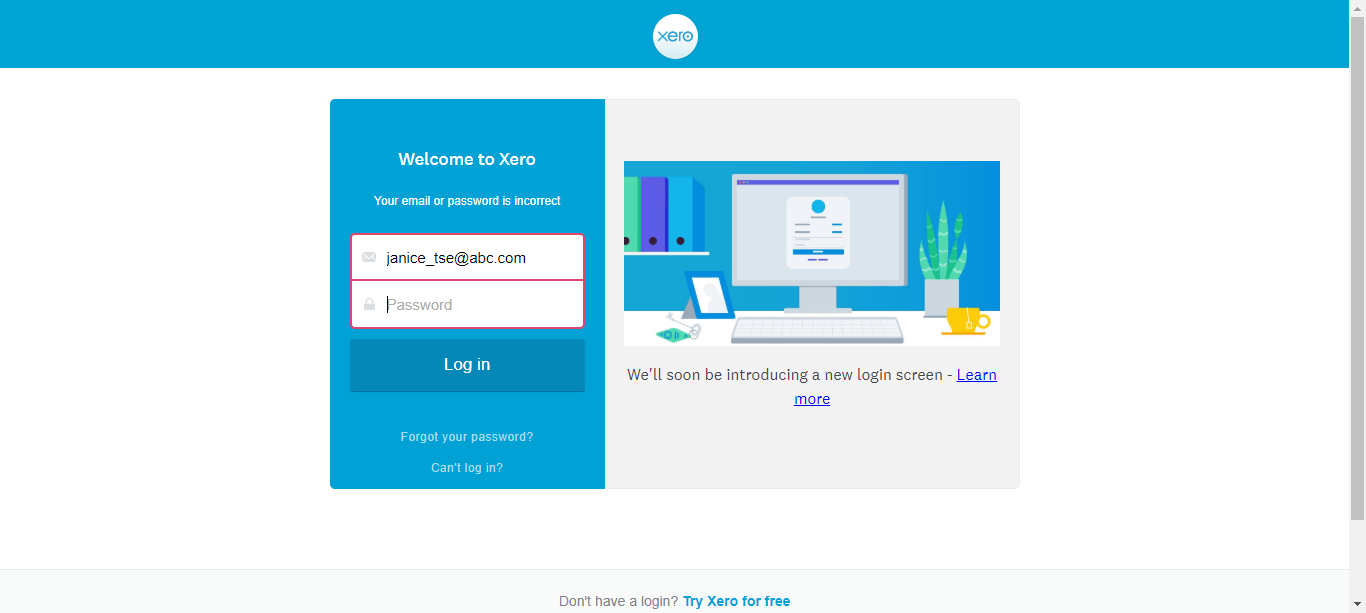 xero
Welcome to Xero
Your email or password is incorrect
janice_tse@abc.com
Password
Log in
Forgot your password?
Can't log in?
We'll soon be introducing a new login screen - Learn
more
Don't have a login? Try Xero for free